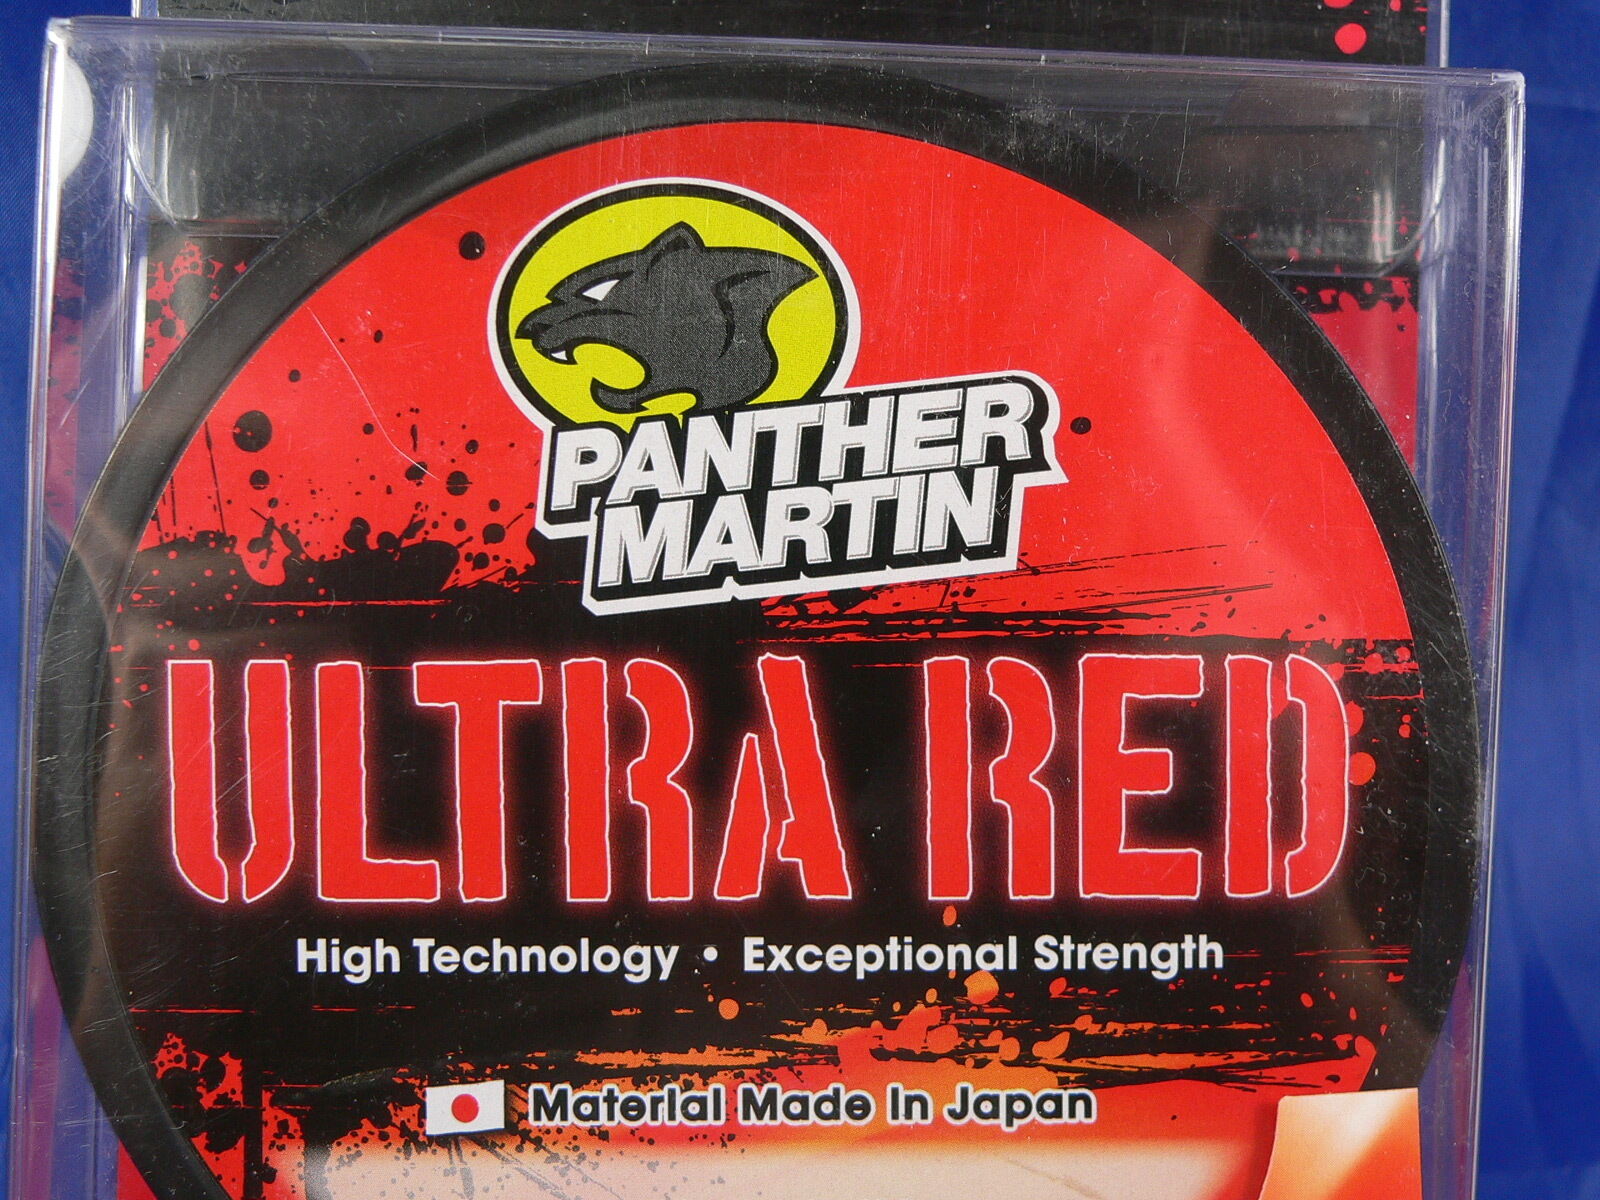 PANTHER
MARTIN
ULTRA RED
High Technology • Exceptional Strength
Material Made In Japan